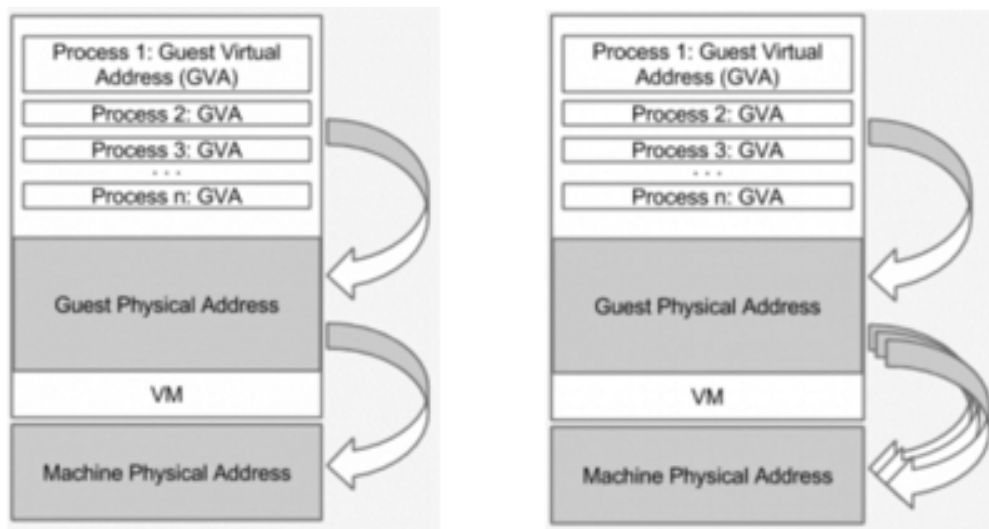 Process 1: Guest Virtual
Address (GVA)
Process 2: GVA
Process 3: GVA
. . .
Process n: GVA
Guest Physical Address
VM
Machine Physical Address
Process 1: Guest Virtual
Address (GVA)
Process 2: GVA
Process 3: GVA
. . .
Process n: GVA
Guest Physical Address
VM
Machine Physical Address